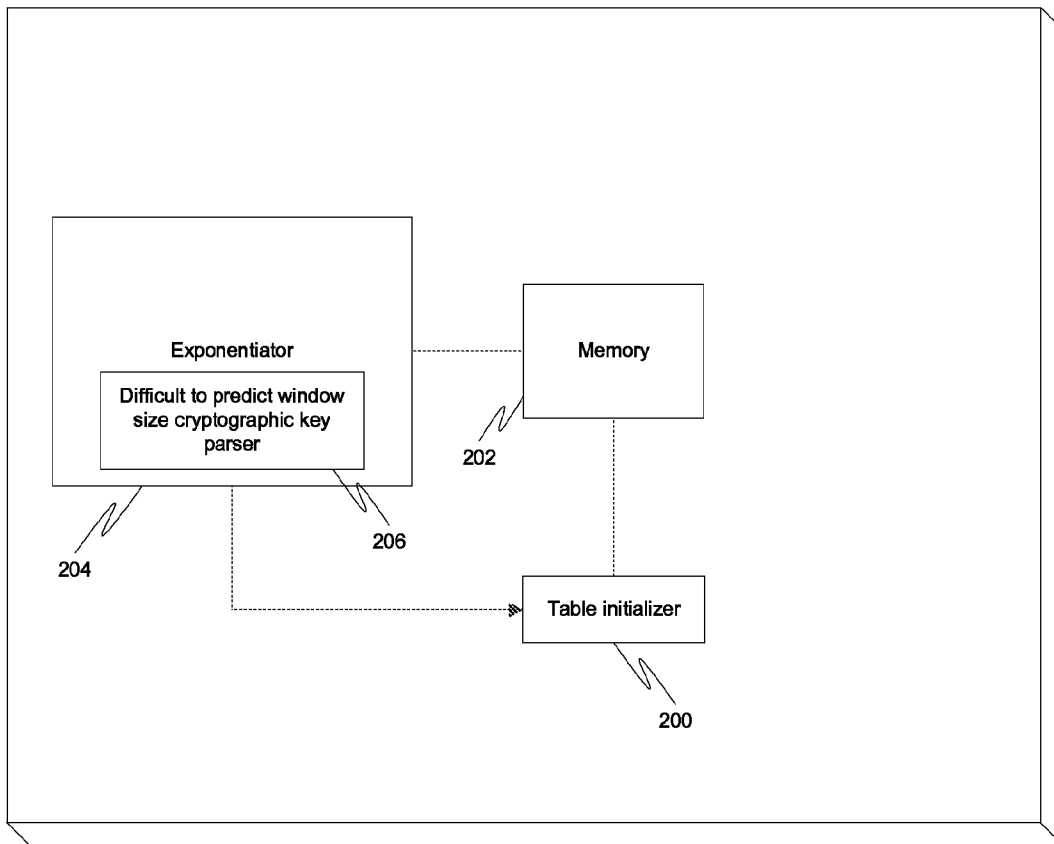 Exponentiator
Difficult to predict window
size cryptographic key
parser
Memory
202
206
204
Table initializer
200